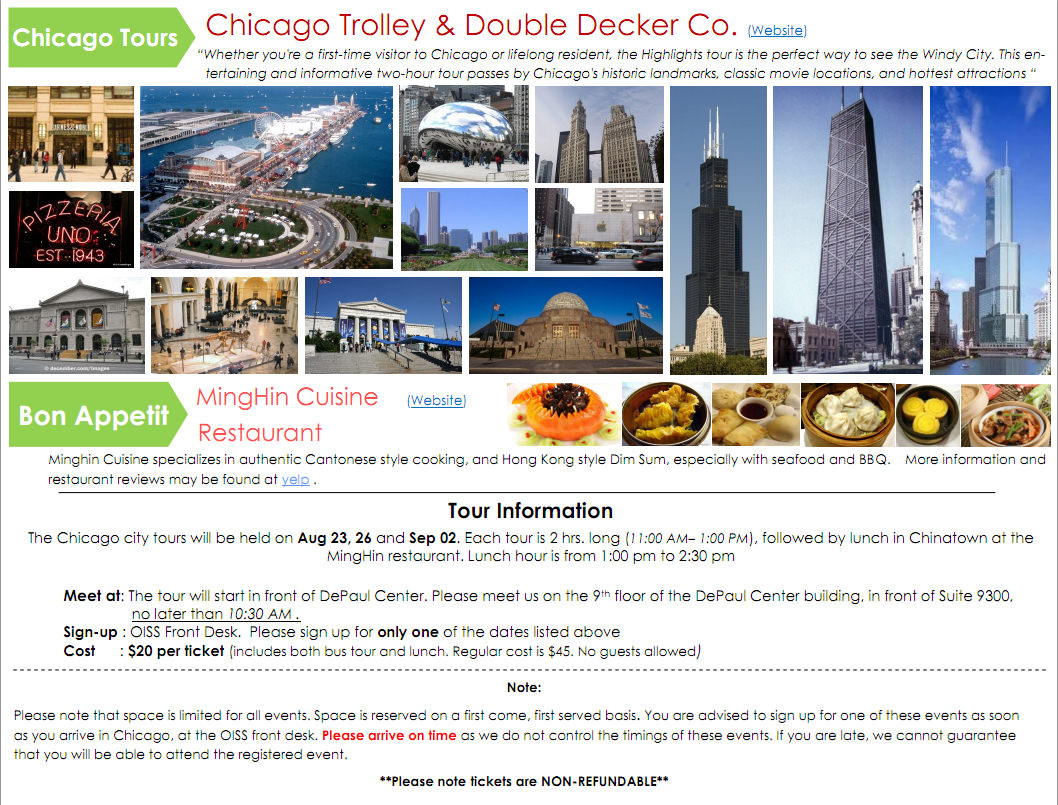 Chicago Tours
Chicago Trolley & Double Decker Co. (Website)
“Whether you're a first-time visitor to Chicago or lifelong resident, the Highlights tour is the perfect way to see the Windy City. This en-
tertaining and informative two-hour tour passes by Chicago's historic landmarks, classic movie locations, and hottest attractions “
BARNES & NOBLE
PIZZERIA
UNO
EST 1943
© december.com/images
Bon Appetit
MingHin Cuisine (Website)
Restaurant
Minghin Cuisine specializes in authentic Cantonese style cooking, and Hong Kong style Dim Sum, especially with seafood and BBQ. More information and
restaurant reviews may be found at yelp .
Tour Information
The Chicago city tours will be held on Aug 23, 26 and Sep 02. Each tour is 2 hrs. long (11:00 AM– 1:00 PM), followed by lunch in Chinatown at the
MingHin restaurant. Lunch hour is from 1:00 pm to 2:30 pm
Meet at: The tour will start in front of DePaul Center. Please meet us on the 9th floor of the DePaul Center building, in front of Suite 9300,
no later than 10:30 AM .
Sign-up : OISS Front Desk. Please sign up for only one of the dates listed above
Cost : $20 per ticket (includes both bus tour and lunch. Regular cost is $45. No guests allowed)
Note:
Please note that space is limited for all events. Space is reserved on a first come, first served basis. You are advised to sign up for one of these events as soon
as you arrive in Chicago, at the OISS front desk. Please arrive on time as we do not control the timings of these events. If you are late, we cannot guarantee
that you will be able to attend the registered event.
**Please note tickets are NON-REFUNDABLE**